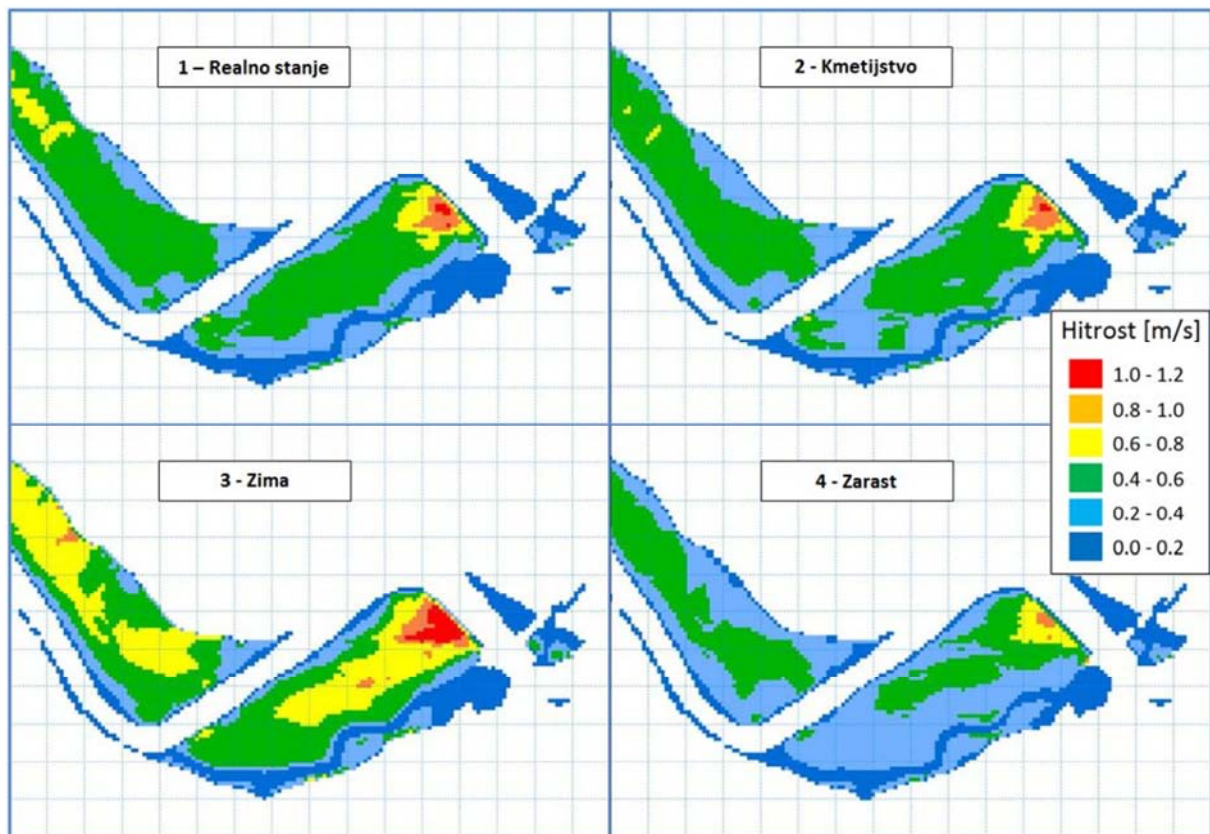 1 – Realno stanje
2 - Kmetijstvo
3 - Zima
4 - Zarast
Hitrost [m/s]
1.0 - 1.2
0.8 - 1.0
0.6 - 0.8
0.4 - 0.6
0.2 - 0.4
0.0 - 0.2